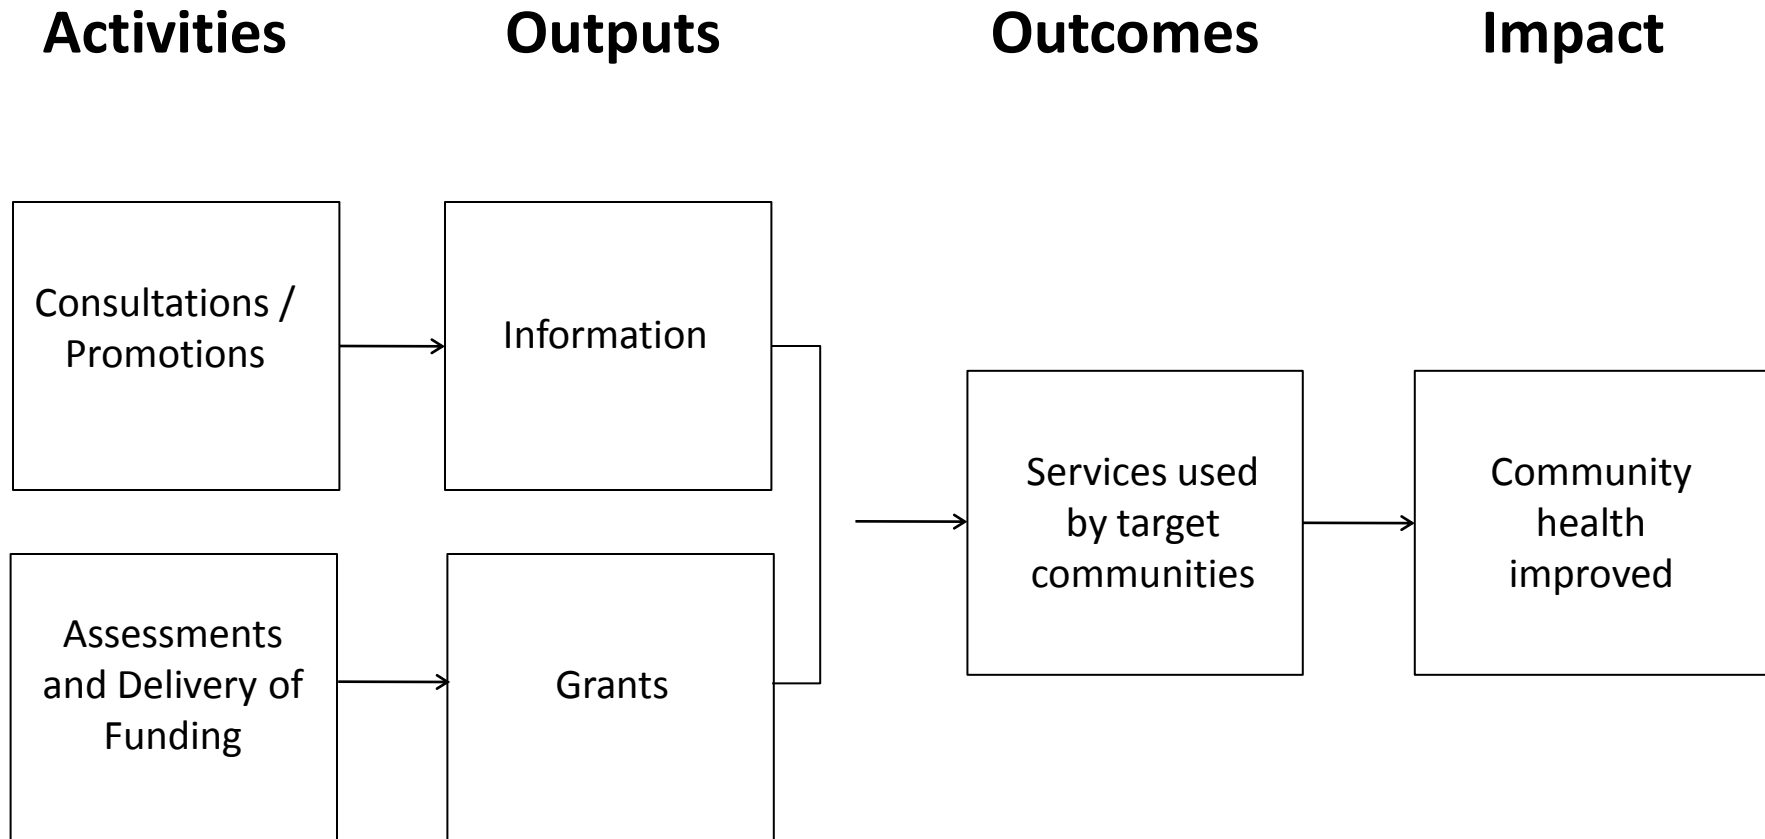 Activities
Outputs
Outcomes
Impact
Consultations /
Promotions
Information
Services used
by target
communities
Community
health
improved
Assessments
and Delivery of
Funding
Grants